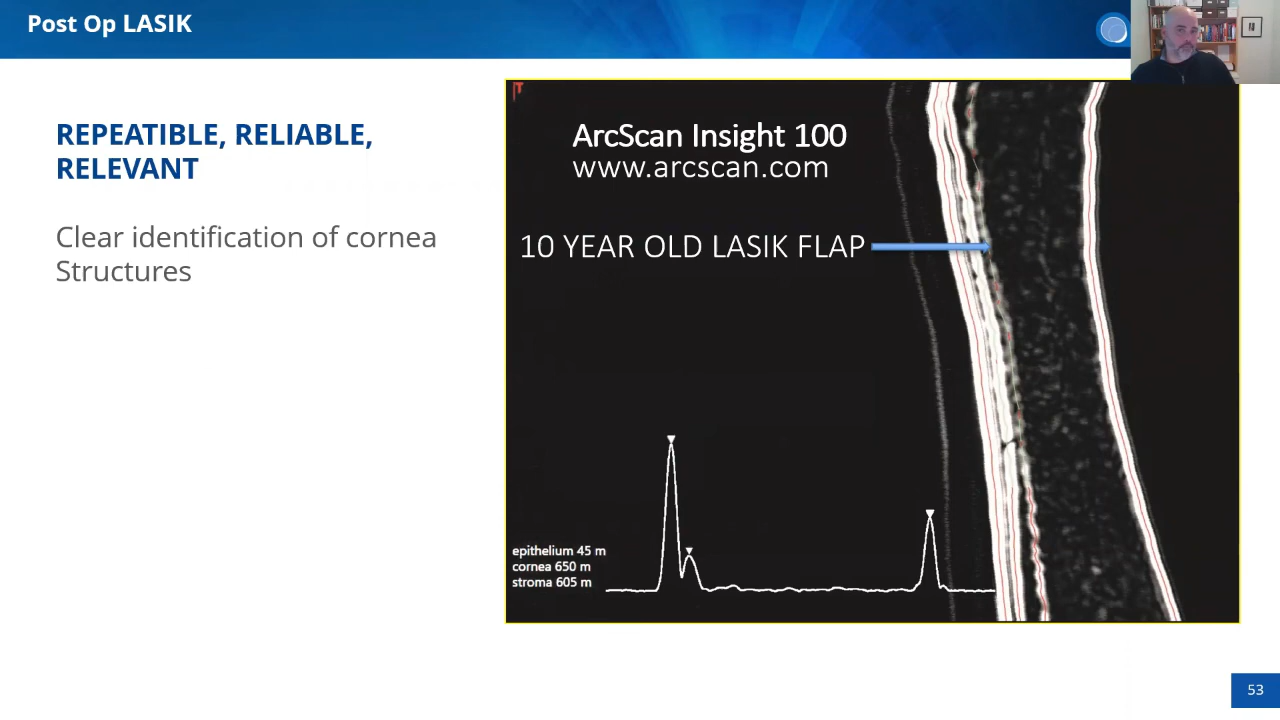 Post Op LASIK
REPEATIBLE, RELIABLE,
RELEVANT
Clear identification of cornea
Structures
ArcScan Insight 100
www.arcscan.com
10 YEAR OLD LASIK FLAP
epithelium 45 m
cornea 650 m
stroma 605 m
53